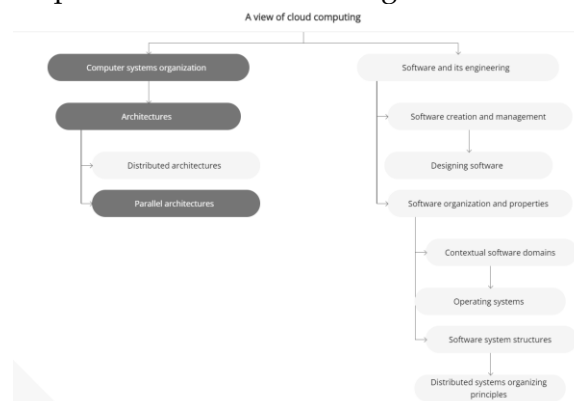 A view of cloud computing
Computer systems organization
Software and its engineering
Architectures
Software creation and management
Distributed architectures
Designing software
Parallel architectures
Software organization and properties
Contextual software domains
Operating systems
Software system structures
Distributed systems organizing
principles